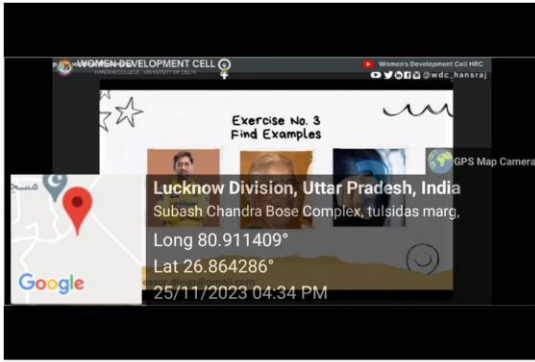 WOMEN DEVELOPMENT CELL
HANSRAJ COLLEGE, UNIVERSITY OF DELHI
Women's Development Cell HRC
@wdc_hansraj
Exercise No. 3
Find Examples
GPS Map Camera
Lucknow Division, Uttar Pradesh, India
Subash Chandra Bose Complex, tulsidas marg,
Long 80.911409°
Lat 26.864286°
25/11/2023 04:34 PM
Google